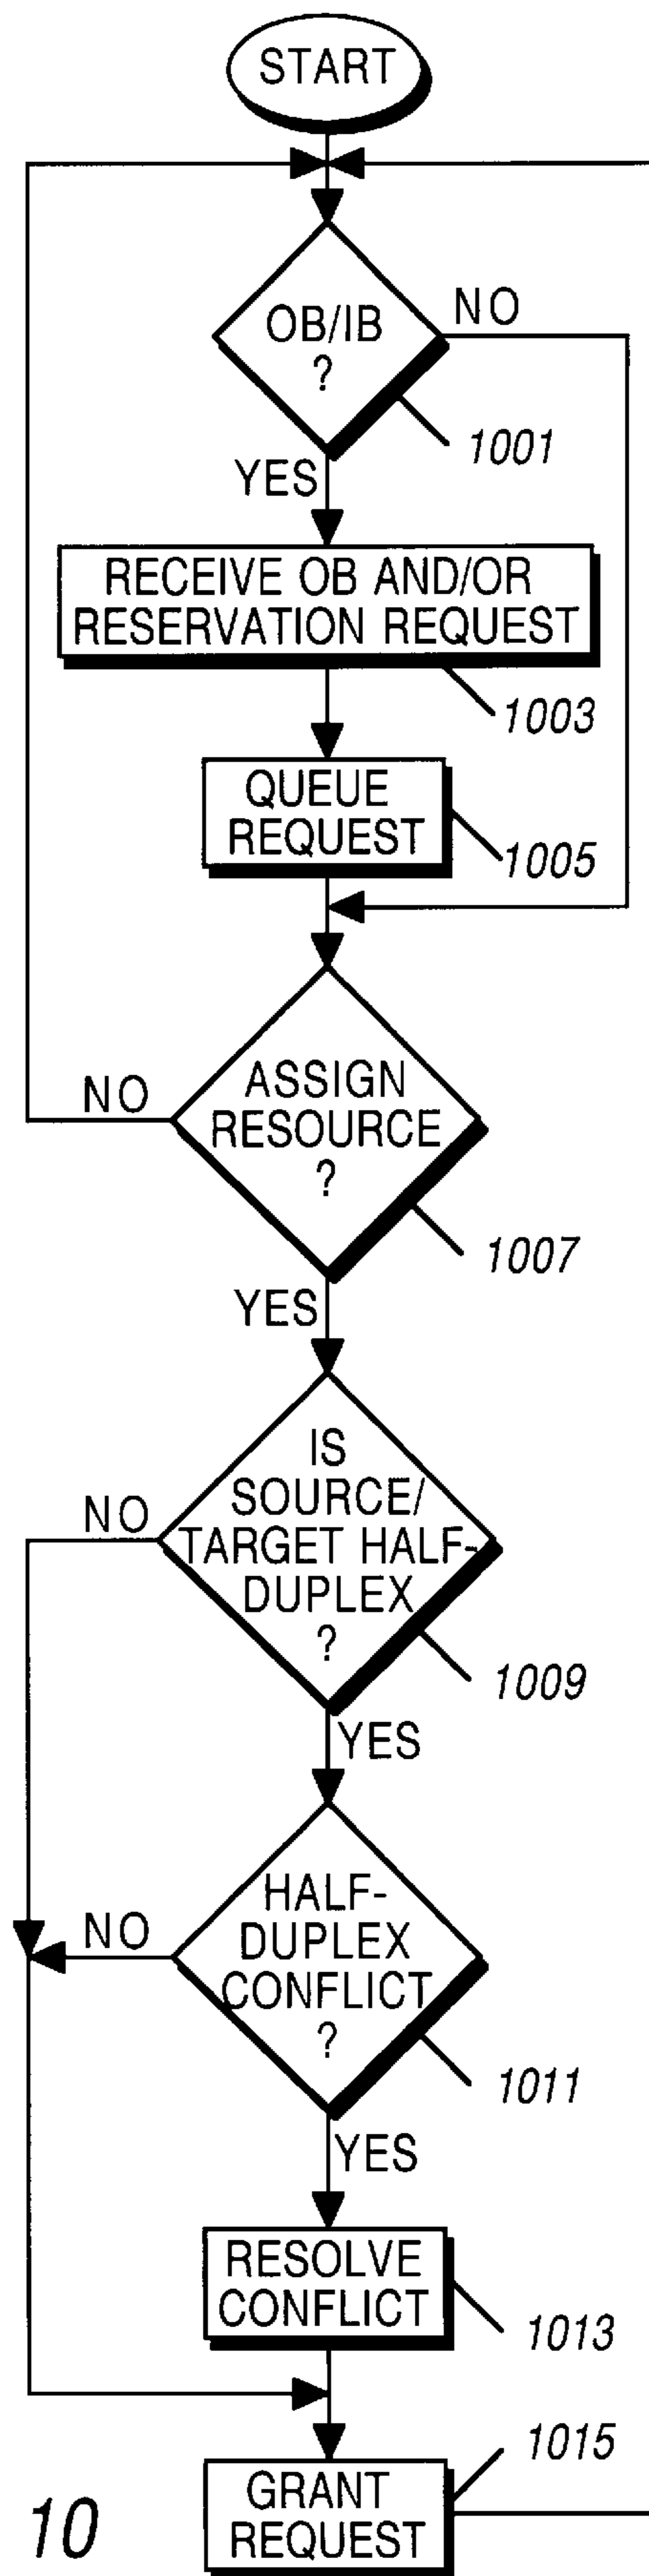 START
OB/IB
?
NO
1001
YES
RECEIVE OB AND/OR
RESERVATION REQUEST
1003
QUEUE
REQUEST
1005
ASSIGN
RESOURCE
?
NO
1007
YES
IS
SOURCE/
TARGET HALF-
DUPLEX
?
NO
1009
YES
HALF-
DUPLEX
CONFLICT
?
NO
1011
YES
RESOLVE
CONFLICT
1013
GRANT
REQUEST
1015
10